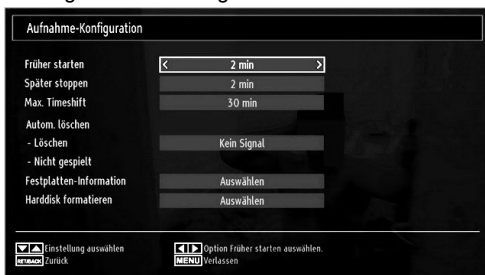 Aufnahme-Konfiguration
Früher starten < 2 min >
Später stoppen 2 min
Max. Timeshift 30 min
Autom. löschen
- Löschen Kein Signal
- Nicht gespielt
Festplatten-Information Auswählen
Harddisk formatieren Auswählen
Einstellung auswählen Option Früher starten auswählen.
RET/BACK Zurück MENU Verlassen